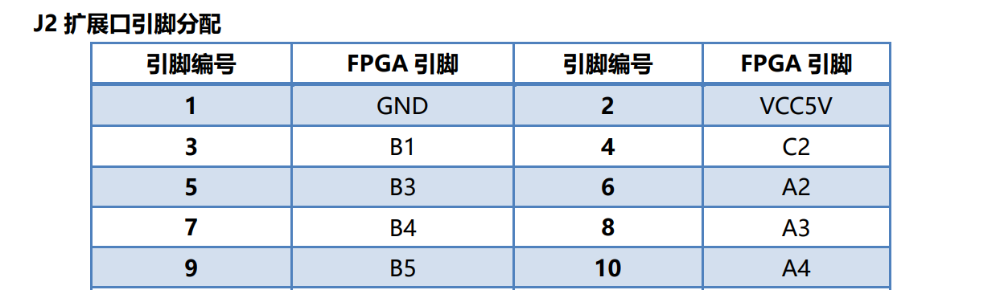 J2 扩展口引脚分配
引脚编号 FPGA 引脚 引脚编号 FPGA 引脚
1 GND 2 VCC5V
3 B1 4 C2
5 B3 6 A2
7 B4 8 A3
9 B5 10 A4